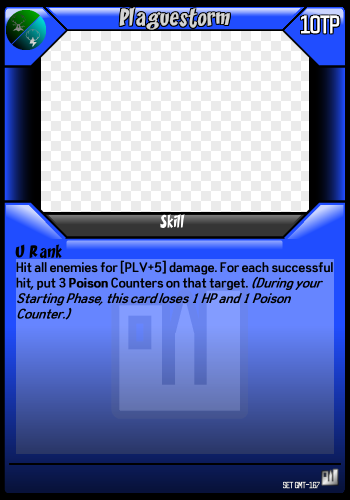 Plaguestorm
10TP
Skill
U Rank
Hit all enemies for [PLV+5] damage. For each successful
hit, put 3 Poison Counters on that target. (During your
Starting Phase, this card loses 1 HP and 1 Poison
Counter.)
SET GMT-167